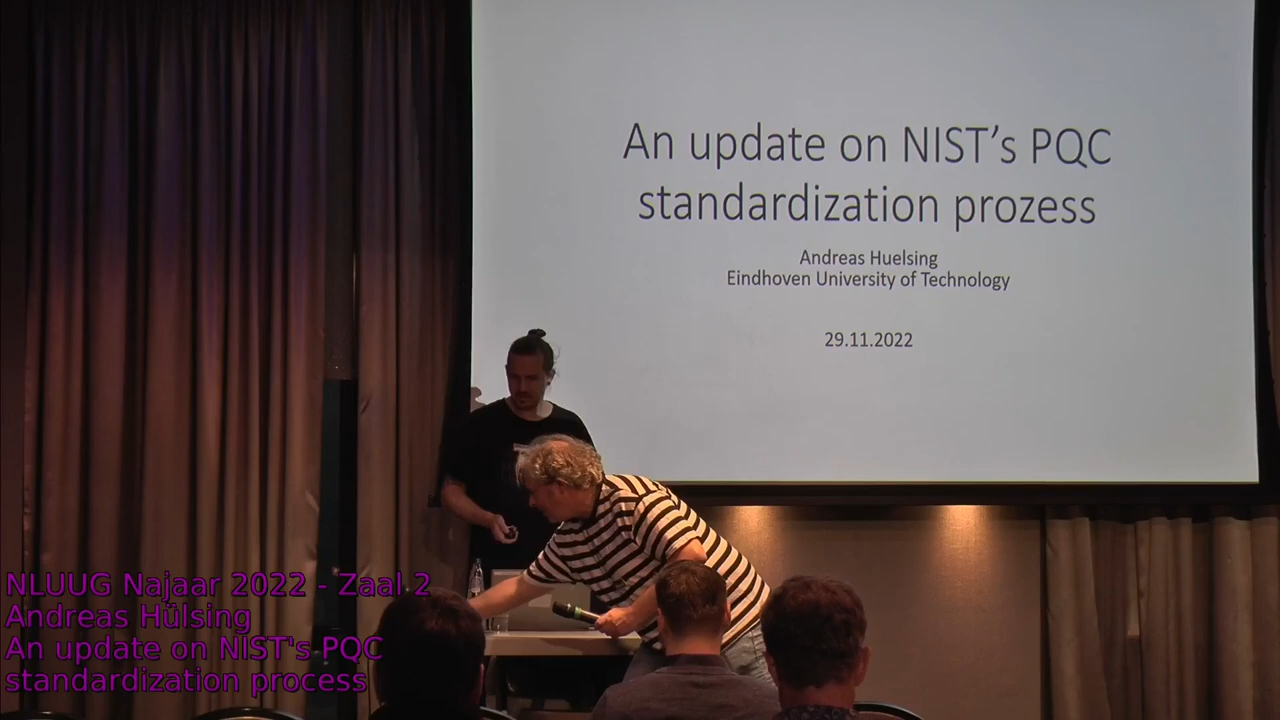 An update on NIST's PQC
standardization prozess
Andreas Huelsing
Eindhoven University of Technology
29.11.2022
NLUUG Najaar 2022 - Zaal 2
Andreas Hülsing
An update on NIST's PQC
standardization process